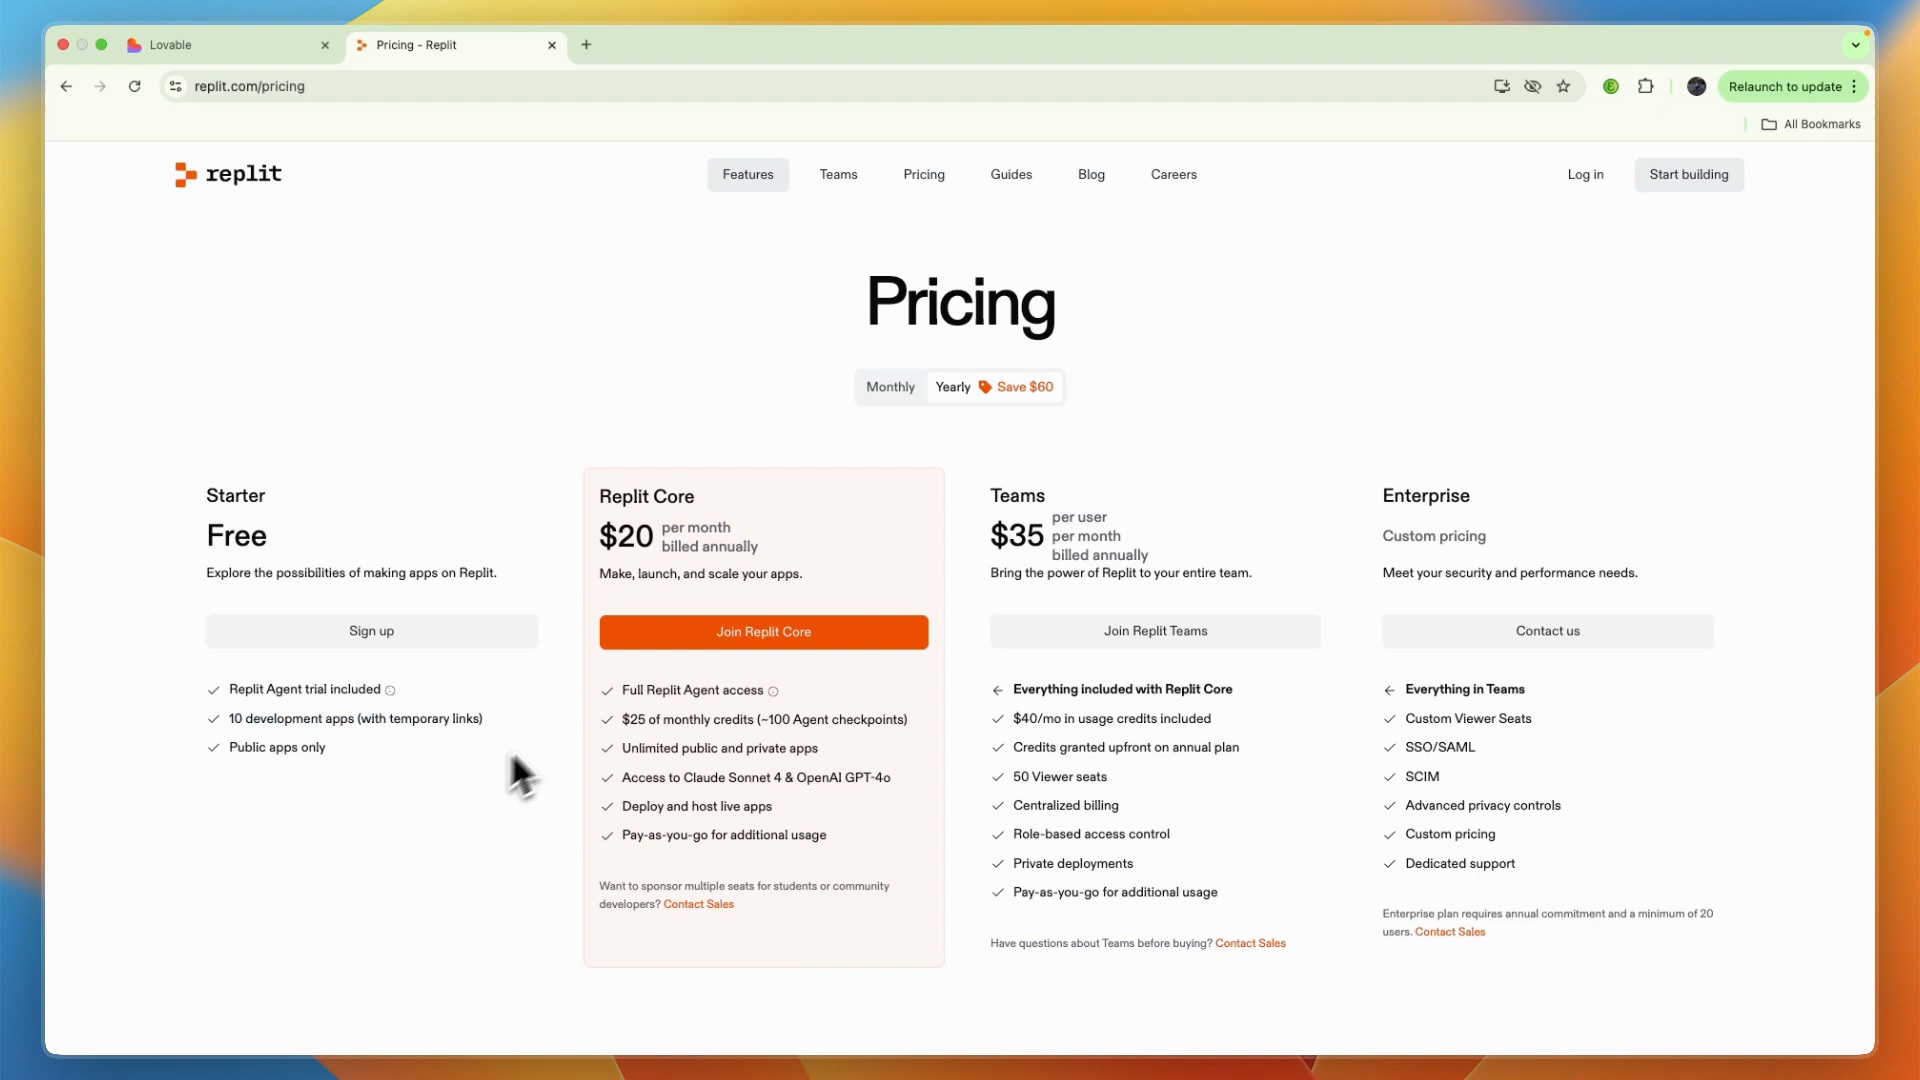 Lovable
Pricing - Replit
replit.com/pricing
Relaunch to update
All Bookmarks
replit
Features
Teams
Pricing
Guides
Blog
Careers
Log in
Start building
Pricing
Monthly
Yearly
Save $60
Starter
Free
Explore the possibilities of making apps on Replit.
Sign up
Replit Agent trial included
10 development apps (with temporary links)
Public apps only
Replit Core
$20
per month
billed annually
Make, launch, and scale your apps.
Join Replit Core
Full Replit Agent access
$25 of monthly credits (~100 Agent checkpoints)
Unlimited public and private apps
Access to Claude Sonnet 4 & OpenAI GPT-4o
Deploy and host live apps
Pay-as-you-go for additional usage
Want to sponsor multiple seats for students or community
developers? Contact Sales
Teams
$35
per user
per month
billed annually
Bring the power of Replit to your entire team.
Join Replit Teams
Everything included with Replit Core
$40/mo in usage credits included
Credits granted upfront on annual plan
50 Viewer seats
Centralized billing
Role-based access control
Private deployments
Pay-as-you-go for additional usage
Have questions about Teams before buying? Contact Sales
Enterprise
Custom pricing
Meet your security and performance needs.
Contact us
Everything in Teams
Custom Viewer Seats
SSO/SAML
SCIM
Advanced privacy controls
Custom pricing
Dedicated support
Enterprise plan requires annual commitment and a minimum of 20
users. Contact Sales